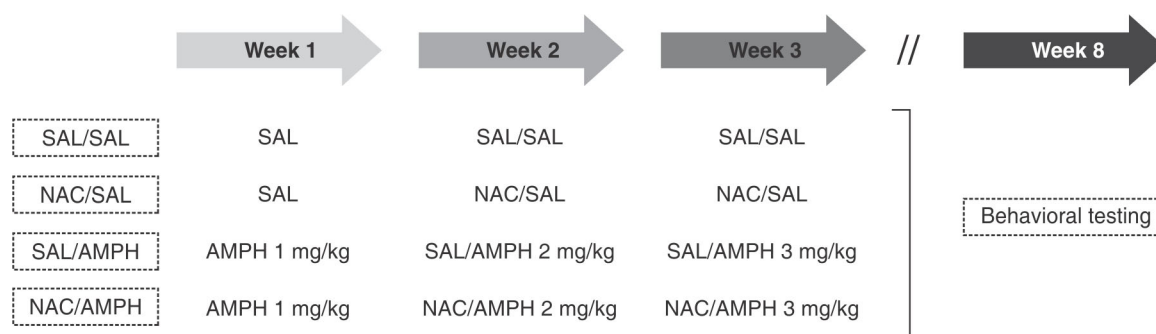 Week 1 Week 2 Week 3 // Week 8
SAL/SAL SAL SAL/SAL SAL/SAL
NAC/SAL SAL NAC/SAL NAC/SAL
Behavioral testing
SAL/AMPH AMPH 1 mg/kg SAL/AMPH 2 mg/kg SAL/AMPH 3 mg/kg
NAC/AMPH AMPH 1 mg/kg NAC/AMPH 2 mg/kg NAC/AMPH 3 mg/kg